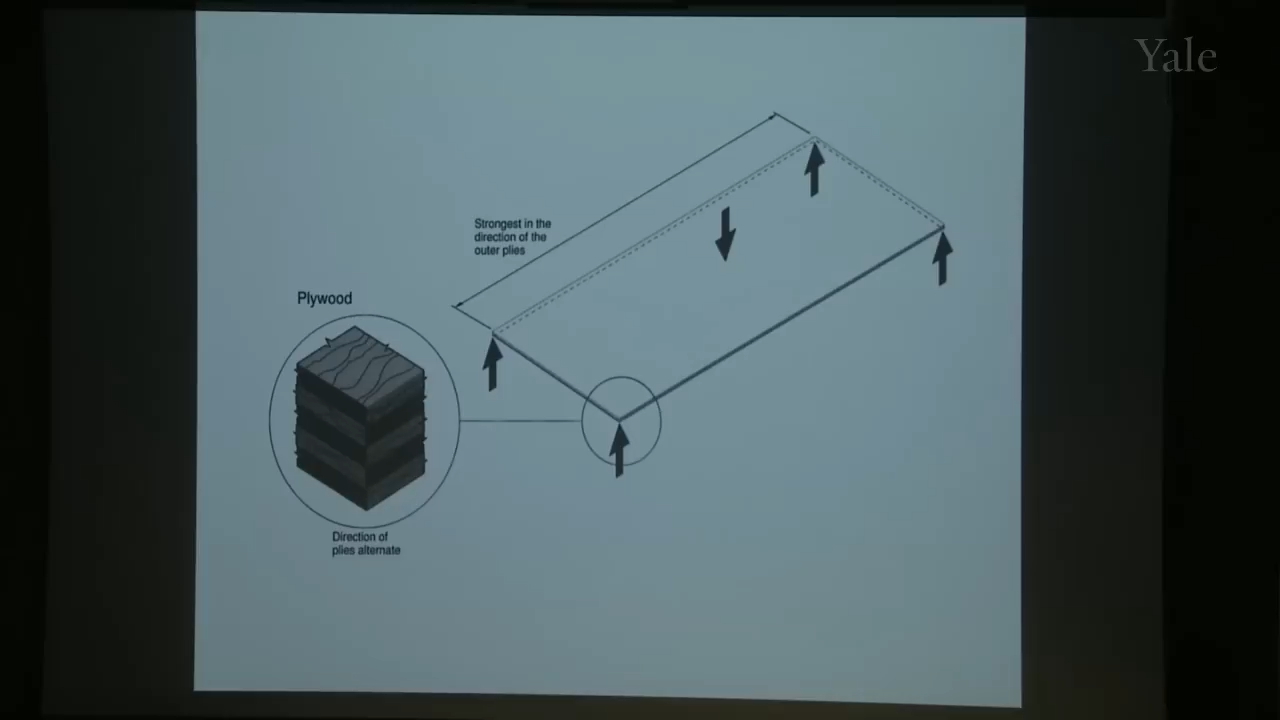 Yale
Strongest in the
direction of the
outer plies
Plywood
Direction of
plies alternate